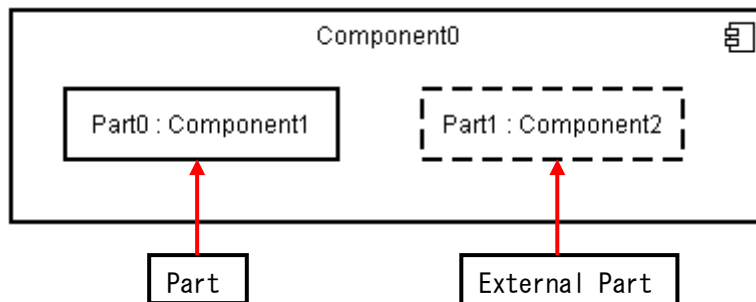 Component0
Part0 : Component1
Part1 : Component2
Part
External Part